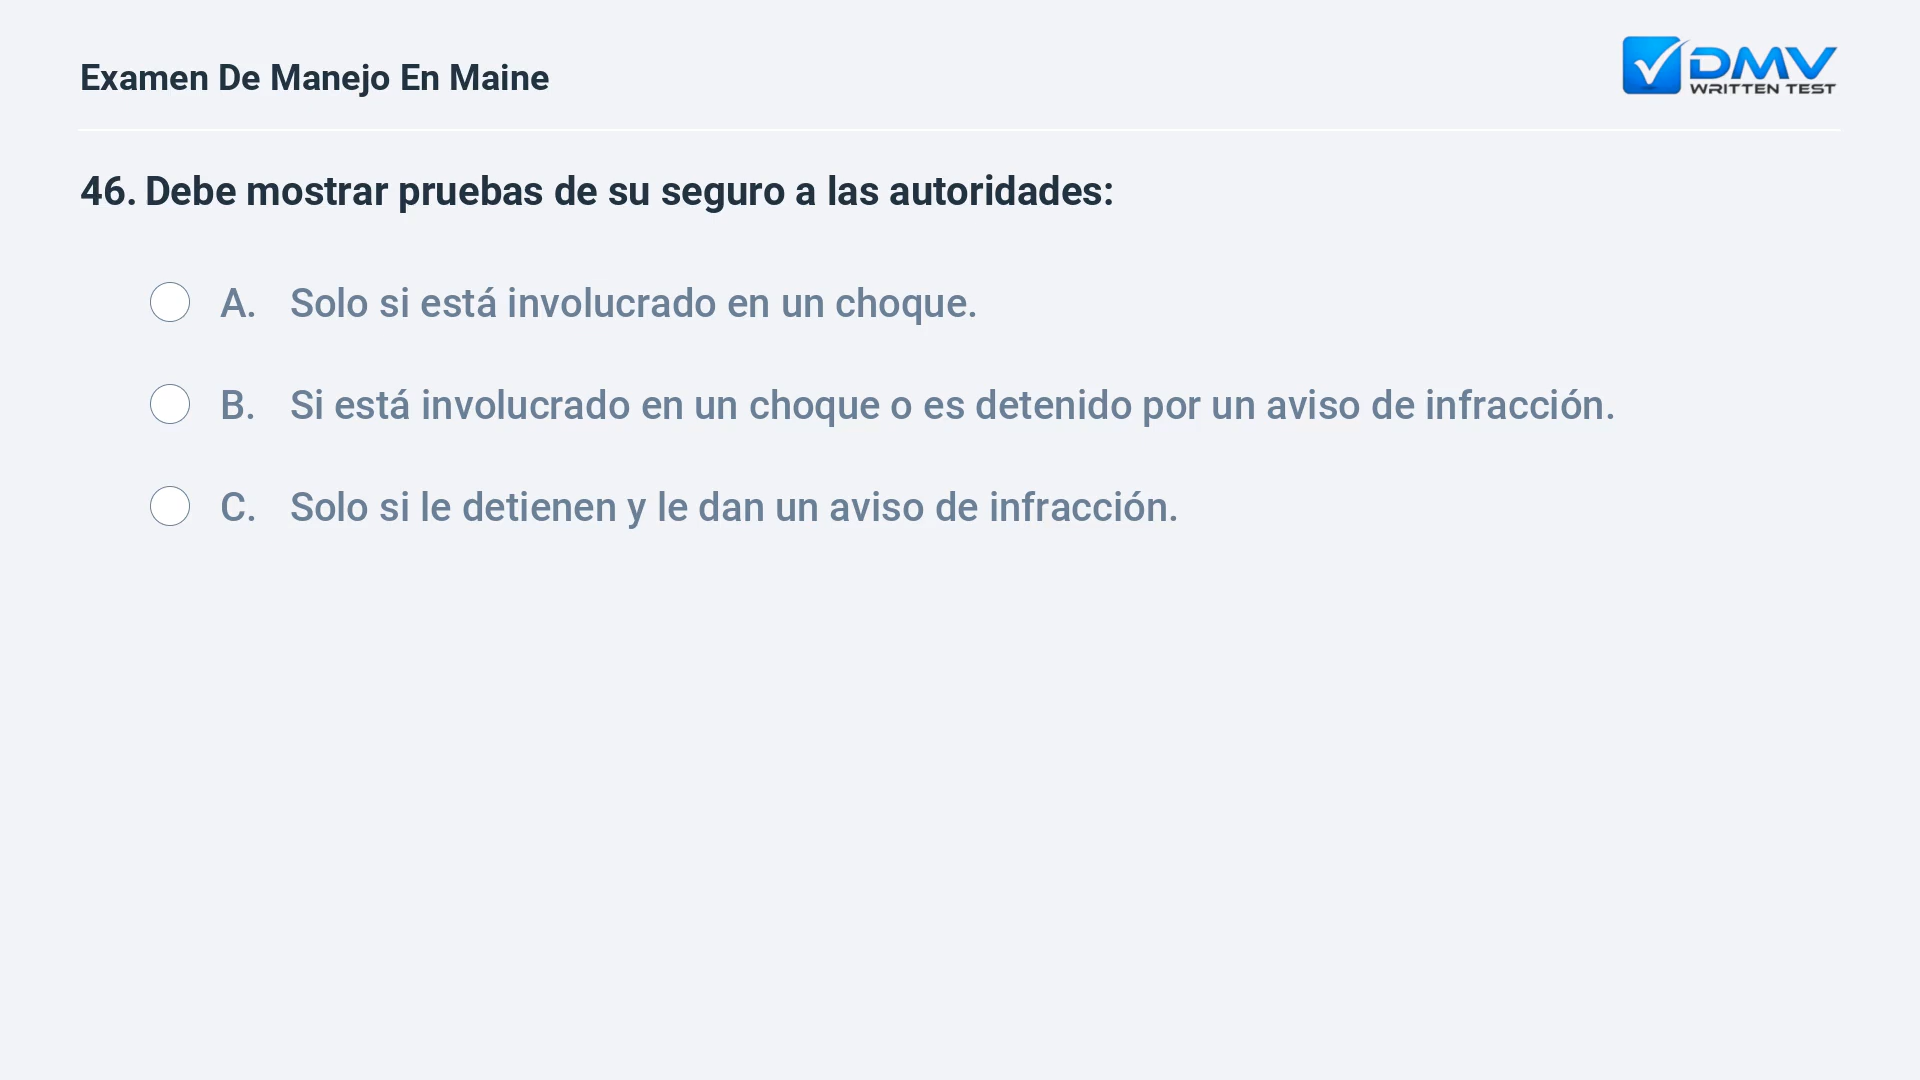 Examen De Manejo En Maine
DMV
WRITTEN TEST
46. Debe mostrar pruebas de su seguro a las autoridades:
A. Solo si está involucrado en un choque.
B. Si está involucrado en un choque o es detenido por un aviso de infracción.
C. Solo si le detienen y le dan un aviso de infracción.